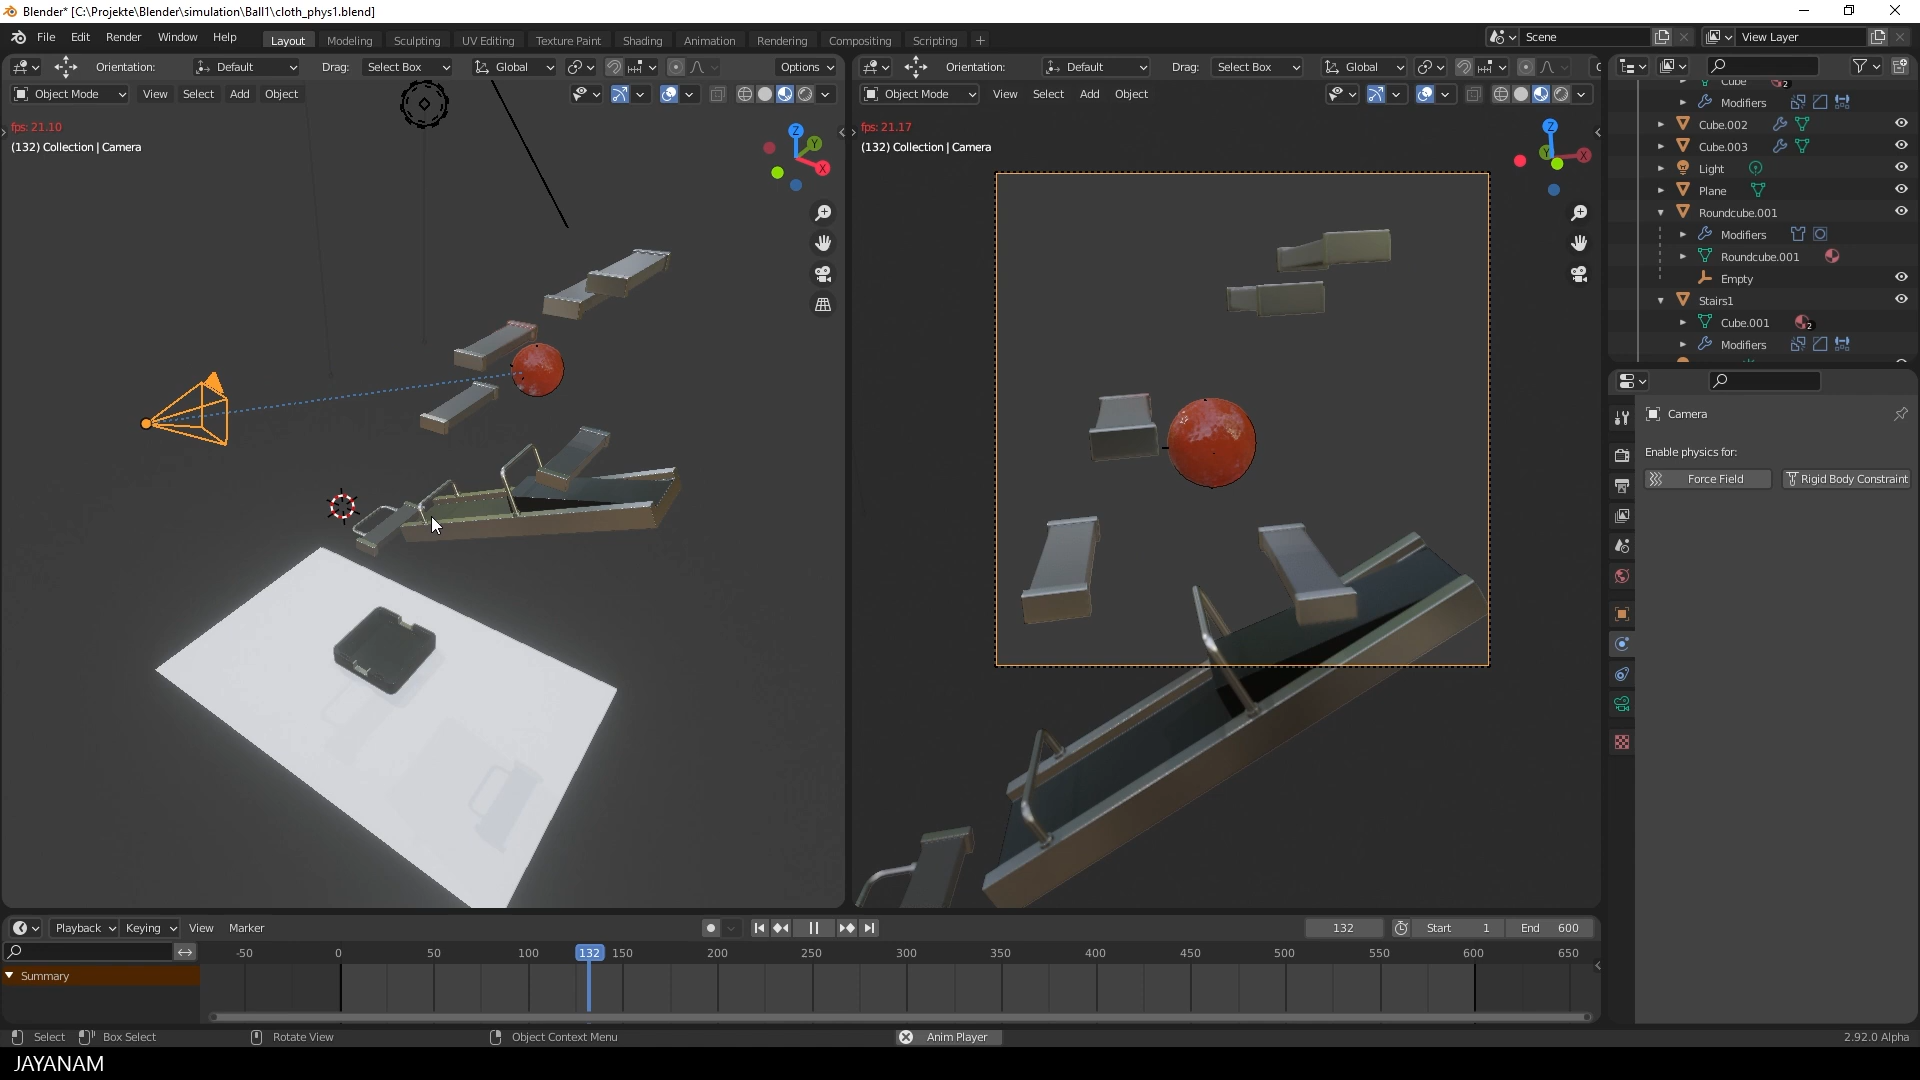 Blender* [C:\Projekte\Blender\simulation\Ball1\cloth_phys1.blend]
File Edit Render Window Help
Layout Modeling Sculpting UV Editing Texture Paint Shading Animation Rendering Compositing Scripting +
Scene
View Layer
Orientation: Default Drag: Select Box Global Options
Object Mode View Select Add Object
fps: 21.10
(132) Collection | Camera
Z
Y
X
Orientation: Default Drag: Select Box Global
Object Mode View Select Add Object
fps: 21.17
(132) Collection | Camera
Z
Y
X
Cube 2
Modifiers
Cube.002
Cube.003
Light
Plane
Roundcube.001
Modifiers
Roundcube.001
Empty
Stairs1
Cube.001 2
Modifiers
Camera
Enable physics for:
Force Field Rigid Body Constraint
Playback Keying View Marker
132 Start 1 End 600
-50 0 50 100 132 150 200 250 300 350 400 450 500 550 600 650
Summary
Select Box Select Rotate View Object Context Menu Anim Player 2.92.0 Alpha
JAYANAM